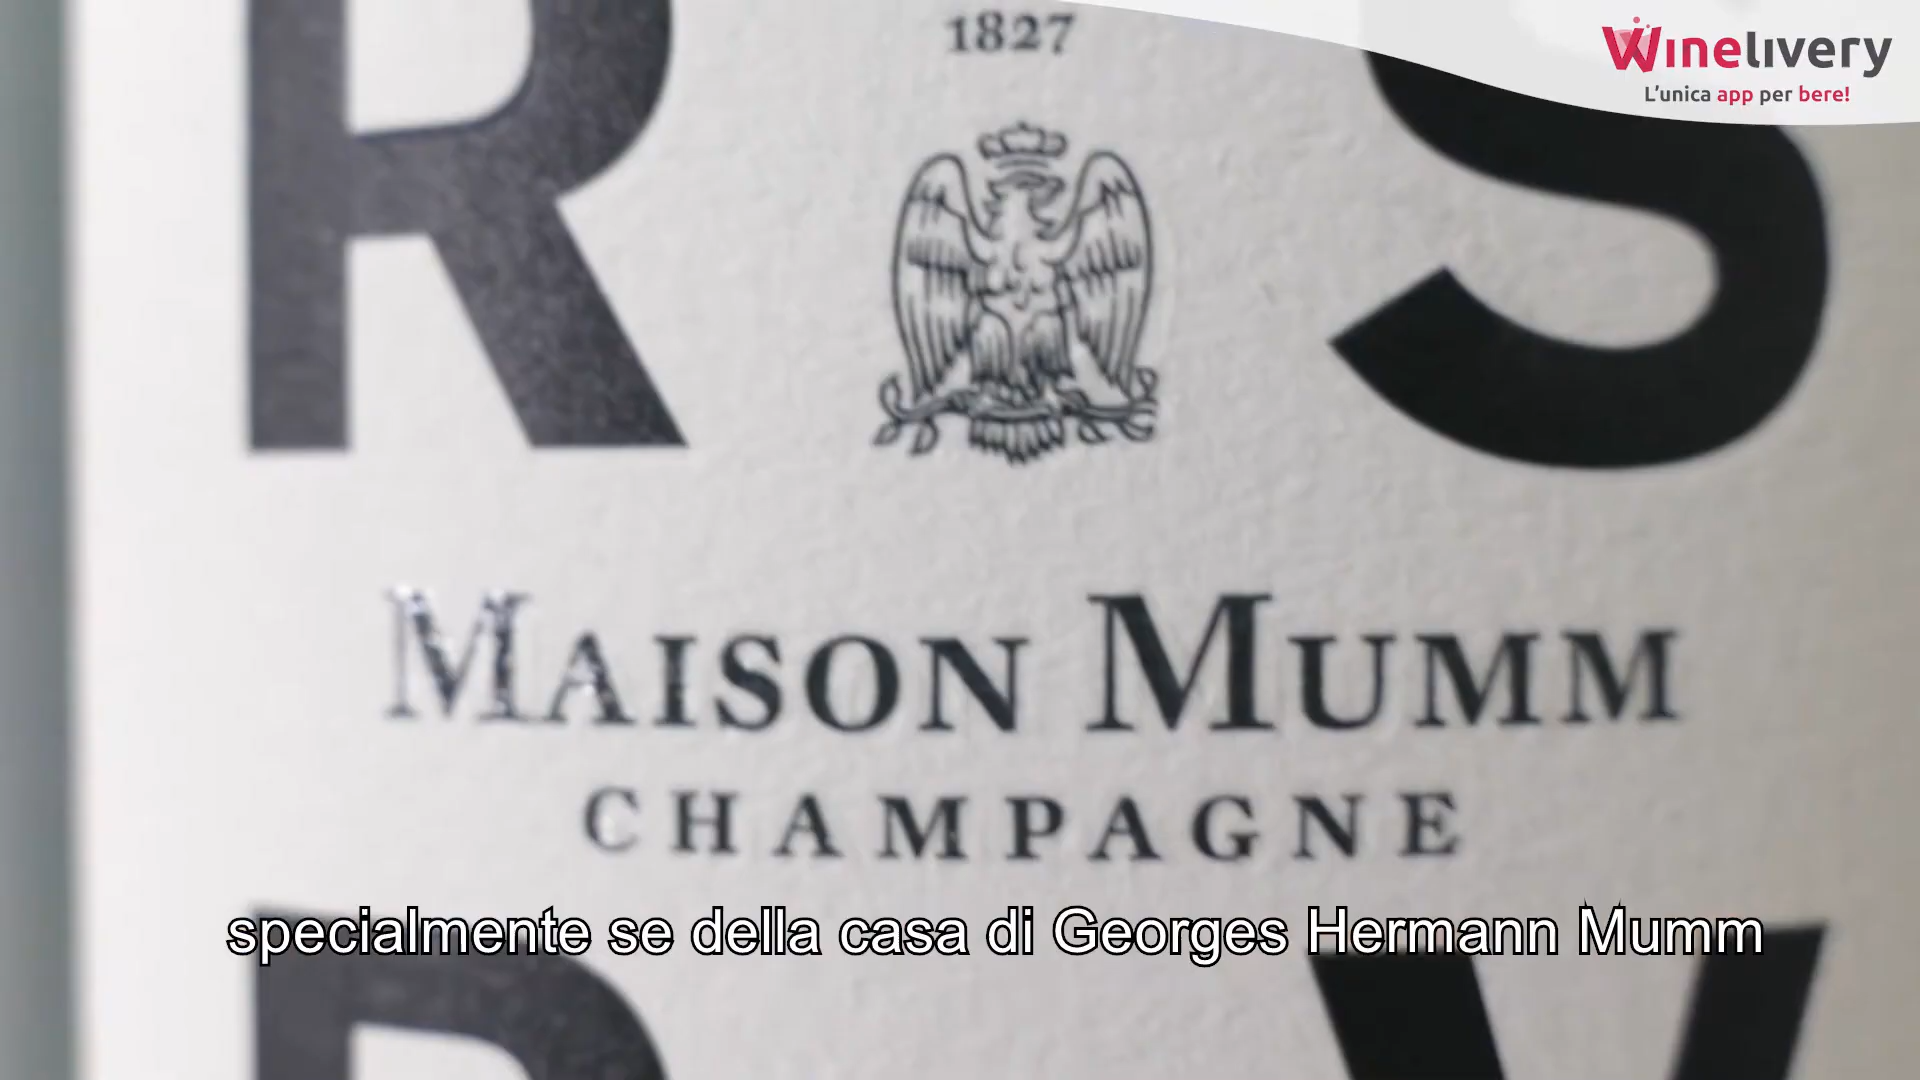 1827
Winelivery
L'unica app per bere!
R S
MAISON MUMM
CHAMPAGNE
specialmente se della casa di Georges Hermann Mumm
R V